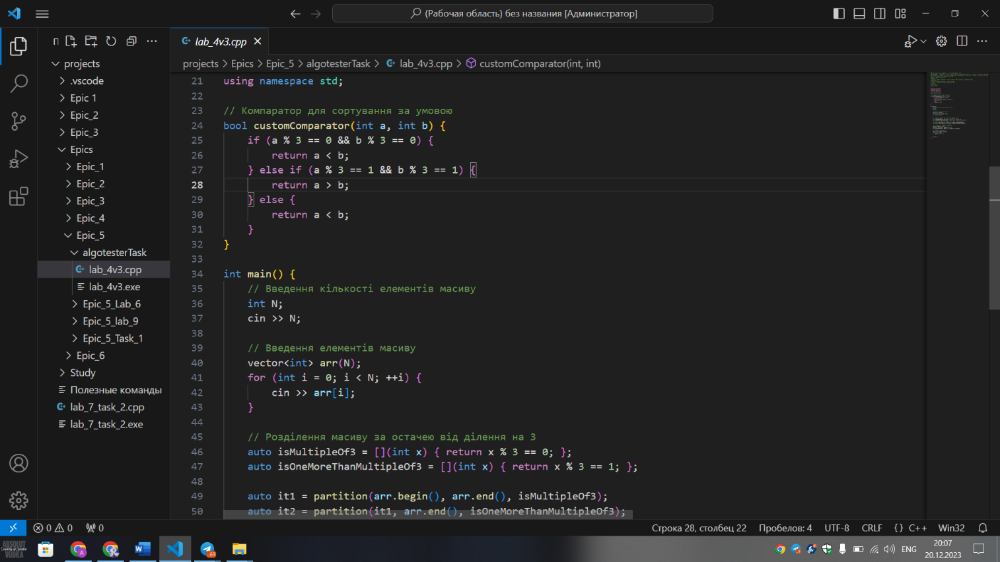 (Рабочая область) без названия [Администратор]
П
lab_4v3.cpp
projects > Epics > Epic_5 > algotesterTask > lab_4v3.cpp > customComparator(int, int)
projects
.vscode
Epic 1
Epic_2
Epic_3
Epics
Epic_1
Epic_2
Epic_3
Epic_4
Epic_5
algotesterTask
lab_4v3.cpp
lab_4v3.exe
Epic_5_Lab_6
Epic_5_lab_9
Epic_5_Task_1
Epic_6
Study
Полезные команды
lab_7_task_2.cpp
lab_7_task_2.exe
21 using namespace std;
22
23 // Компаратор для сортування за умовою
24 bool customComparator(int a, int b) {
25 if (a % 3 == 0 && b % 3 == 0) {
26 return a < b;
27 } else if (a % 3 == 1 && b % 3 == 1) {
28 return a > b;
29 } else {
30 return a < b;
31 }
32 }
33
34 int main() {
35 // Введення кількості елементів масиву
36 int N;
37 cin >> N;
38
39 // Введення елементів масиву
40 vector<int> arr(N);
41 for (int i = 0; i < N; ++i) {
42 cin >> arr[i];
43 }
44
45 // Розділення масиву за остачею від ділення на 3
46 auto isMultipleOf3 = [](int x) { return x % 3 == 0; };
47 auto isOneMoreThanMultipleOf3 = [](int x) { return x % 3 == 1; };
48
49 auto it1 = partition(arr.begin(), arr.end(), isMultipleOf3);
50 auto it2 = partition(it1, arr.end(), isOneMoreThanMultipleOf3);
0 0 0
Строка 28, столбец 22 Пробелов: 4 UTF-8 CRLF {} C++ Win32
ABSOLUT
Country of Sweden
VODKA
A
W
69
ENG
20:07
20.12.2023